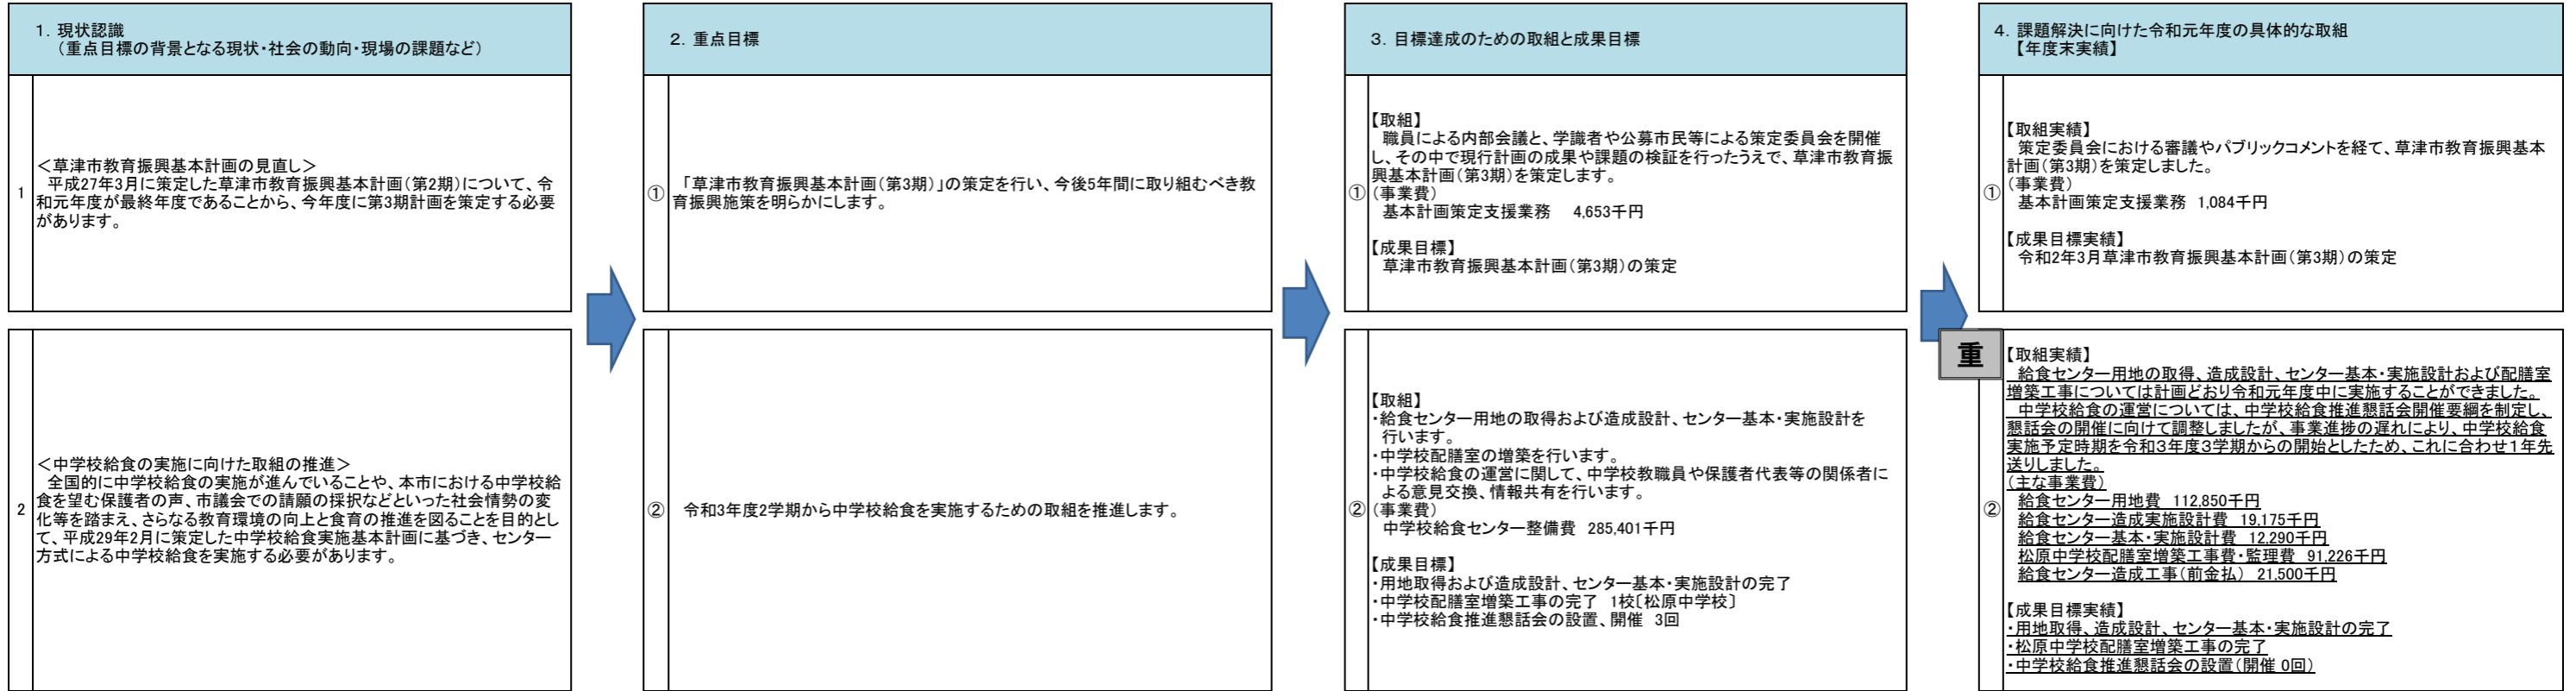 1. 現状認識
（重点目標の背景となる現状・社会の動向・現場の課題など）
1
＜草津市教育振興基本計画の見直し＞
平成27年3月に策定した草津市教育振興基本計画（第2期）について、令
和元年度が最終年度であることから、今年度に第3期計画を策定する必要
があります。
2
＜中学校給食の実施に向けた取組の推進＞
全国的に中学校給食の実施が進んでいることや、本市における中学校給
食を望む保護者の声、市議会での請願の採択などといった社会情勢の変
化等を踏まえ、さらなる教育環境の向上と食育の推進を図ることを目的とし
て、平成29年2月に策定した中学校給食実施基本計画に基づき、センター
方式による中学校給食を実施する必要があります。
2. 重点目標
①
「草津市教育振興基本計画（第3期）」の策定を行い、今後5年間に取り組むべき教
育振興施策を明らかにします。
②
令和3年度2学期から中学校給食を実施するための取組を推進します。
3. 目標達成のための取組と成果目標
①
【取組】
職員による内部会議と、学識者や公募市民等による策定委員会を開催
し、その中で現行計画の成果や課題の検証を行ったうえで、草津市教育振
興基本計画（第3期）を策定します。
（事業費）
基本計画策定支援業務 4,653千円
【成果目標】
草津市教育振興基本計画（第3期）の策定
②
【取組】
・給食センター用地の取得および造成設計、センター基本・実施設計を
行います。
・中学校配膳室の増築を行います。
・中学校給食の運営に関して、中学校教職員や保護者代表等の関係者に
よる意見交換、情報共有を行います。
（事業費）
中学校給食センター整備費 285,401千円
【成果目標】
・用地取得および造成設計、センター基本・実施設計の完了
・中学校配膳室増築工事の完了 1校〔松原中学校〕
・中学校給食推進懇話会の設置、開催 3回
4. 課題解決に向けた令和元年度の具体的な取組
【年度末実績】
①
【取組実績】
策定委員会における審議やパブリックコメントを経て、草津市教育振興基本
計画（第3期）を策定しました。
（事業費）
基本計画策定支援業務 1,084千円
【成果目標実績】
令和2年3月草津市教育振興基本計画（第3期）の策定
重
②
【取組実績】
給食センター用地の取得、造成設計、センター基本・実施設計および配膳室
増築工事については計画どおり令和元年度中に実施することができました。
中学校給食の運営については、中学校給食推進懇話会開催要綱を制定し、
懇話会の開催に向けて調整しましたが、事業進捗の遅れにより、中学校給食
実施予定時期を令和3年度3学期からの開始としたため、これに合わせ1年先
送りしました。
（主な事業費）
給食センター用地費 112,850千円
給食センター造成実施設計費 19,175千円
給食センター基本・実施設計費 12,290千円
松原中学校配膳室増築工事費・監理費 91,226千円
給食センター造成工事（前金払） 21,500千円
【成果目標実績】
・用地取得、造成設計、センター基本・実施設計の完了
・松原中学校配膳室増築工事の完了
・中学校給食推進懇話会の設置（開催 0回）